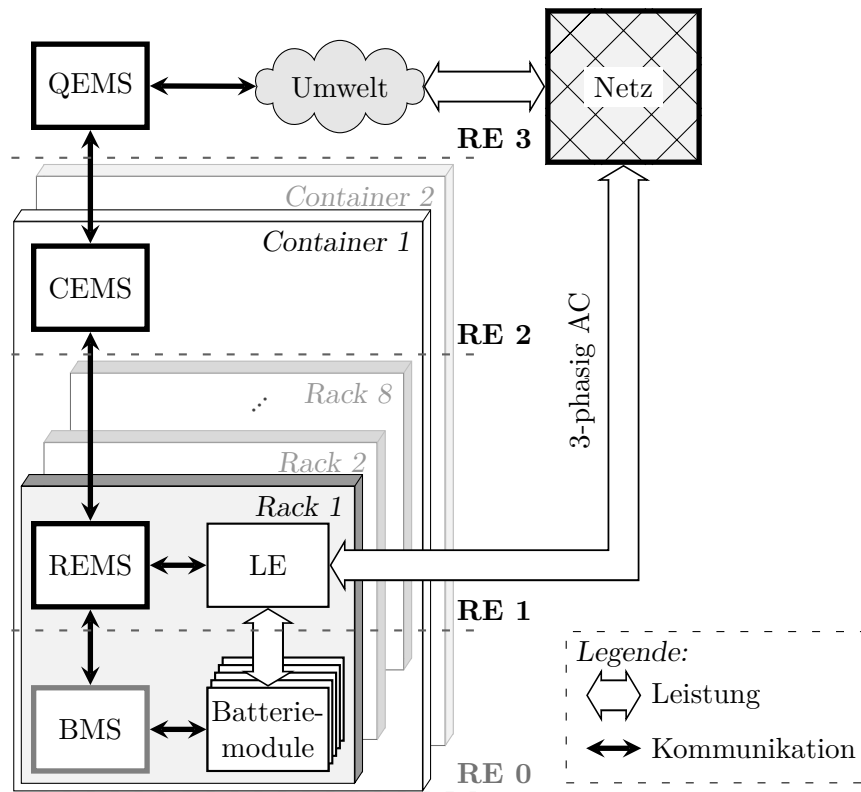 QEMS
Umwelt
Netz
RE 3
Container 2
Container 1
CEMS
RE 2
3-phasig AC
Rack 8
Rack 2
Rack 1
REMS
LE
RE 1
BMS
Batterie-
module
RE 0
Legende:
Leistung
Kommunikation